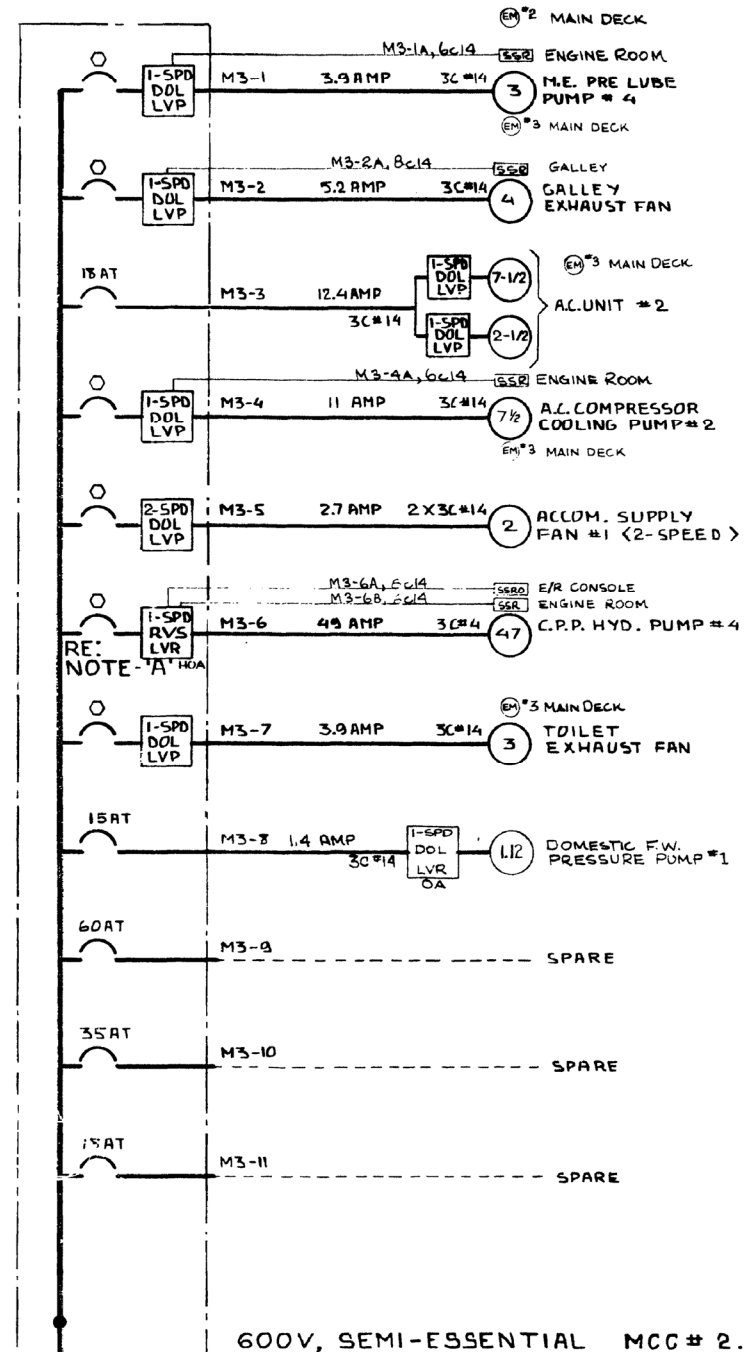 EM #2 MAIN DECK
M3-1A, 6c14 SSR ENGINE ROOM
1-SPD DOL LVP M3-1 3.9 AMP 3C #14 3 M.E. PRE LUBE PUMP # 4
EM #3 MAIN DECK
M3-2A, 8c14 SSR GALLEY
1-SPD DOL LVP M3-2 5.2 AMP 3C#14 4 GALLEY EXHAUST FAN
EM #3 MAIN DECK
AT M3-3 12.4 AMP 3C#14
1-SPD DOL LVP 7-1/2
1-SPD DOL LVP 2-1/2
A.C. UNIT #2
M3-4A, 6c14 SSR ENGINE ROOM
1-SPD DOL LVP M3-4 11 AMP 3C#14 7½ A.C. COMPRESSOR COOLING PUMP #2
EM #3 MAIN DECK
2-SPD DOL LVP M3-5 2.7 AMP 2X3C#14 2 ACCOM. SUPPLY FAN #1 <2-SPEED>
M3-6A, 6c14 E/R CONSOLE
M3-6B, 6c14 SSR ENGINE ROOM
1-SPD RVS LVR HOA M3-6 49 AMP 3C#4 47 C.P.P. HYD. PUMP #4
RE: NOTE-'A'
EM #3 MAIN DECK
1-SPD DOL LVP M3-7 3.9 AMP 3C#14 3 TOILET EXHAUST FAN
15 AT M3-8 1.4 AMP 3C #14 1-SPD DOL LVR OA 1.12 DOMESTIC F.W. PRESSURE PUMP #1
60 AT M3-9 SPARE
35 AT M3-10 SPARE
AT M3-11 SPARE
600V, SEMI-ESSENTIAL MCC # 2.